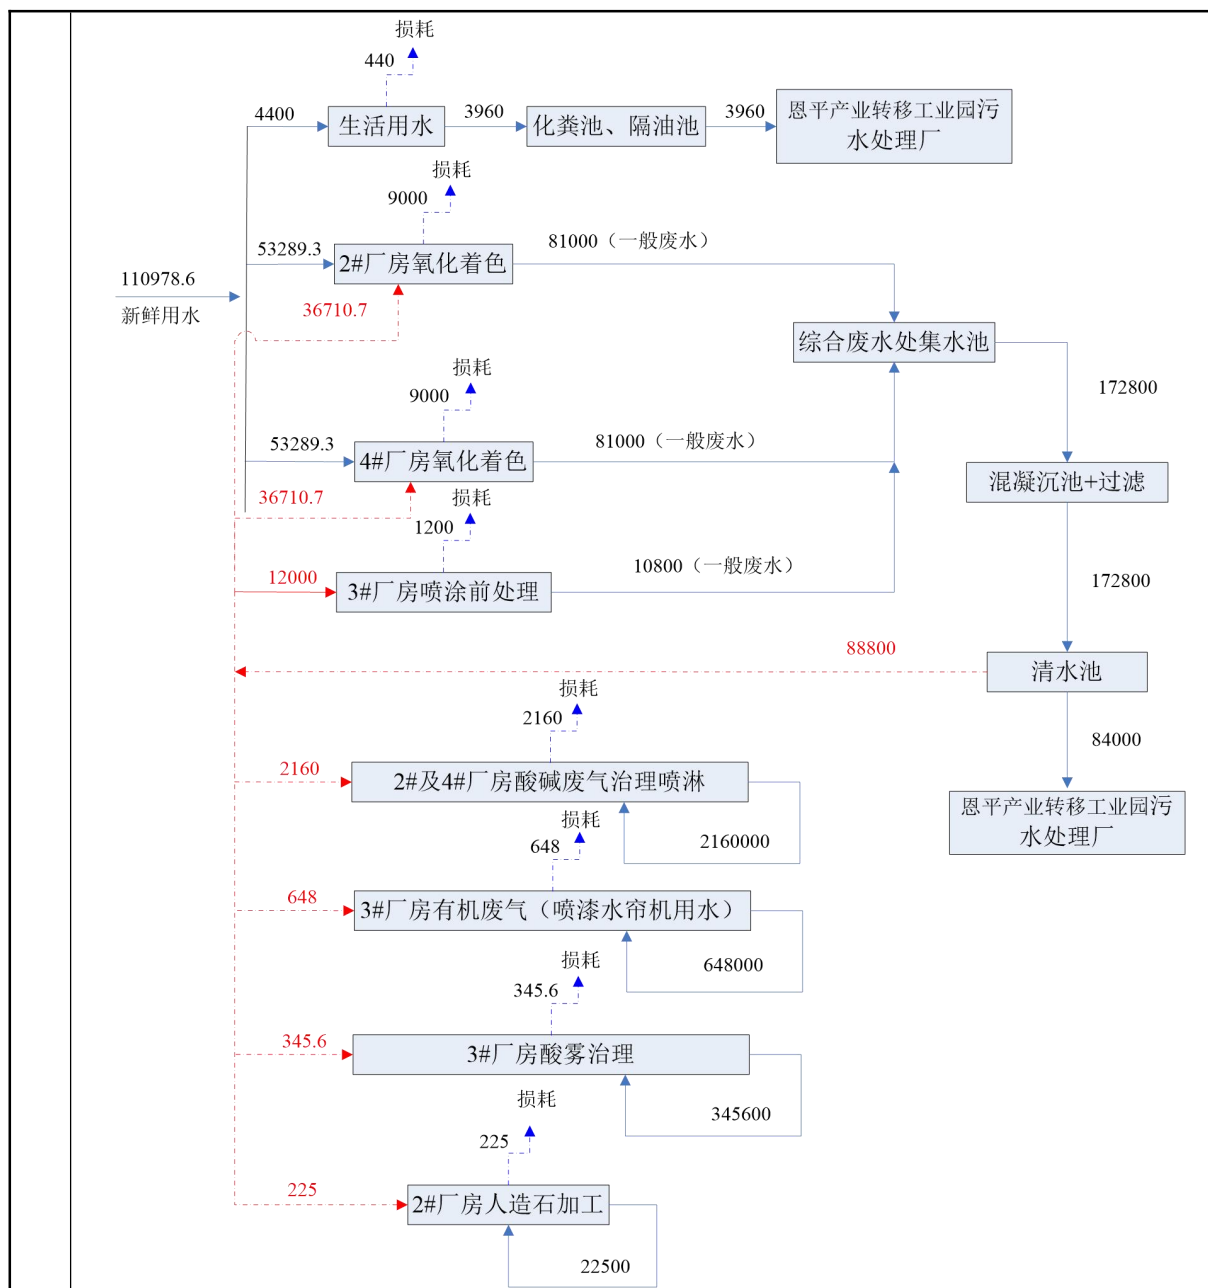 损耗
440
4400
生活用水
3960
化粪池、隔油池
3960
恩平产业转移工业园污
水处理厂
损耗
9000
53289.3
2#厂房氧化着色
81000（一般废水）
110978.6
新鲜用水
36710.7
综合废水处集水池
损耗
9000
172800
53289.3
4#厂房氧化着色
81000（一般废水）
36710.7
混凝沉池+过滤
损耗
1200
12000
3#厂房喷涂前处理
10800（一般废水）
172800
88800
清水池
损耗
2160
84000
2160
2#及4#厂房酸碱废气治理喷淋
2160000
恩平产业转移工业园污
水处理厂
损耗
648
648
3#厂房有机废气（喷漆水帘机用水）
648000
损耗
345.6
345.6
3#厂房酸雾治理
345600
损耗
225
225
2#厂房人造石加工
22500